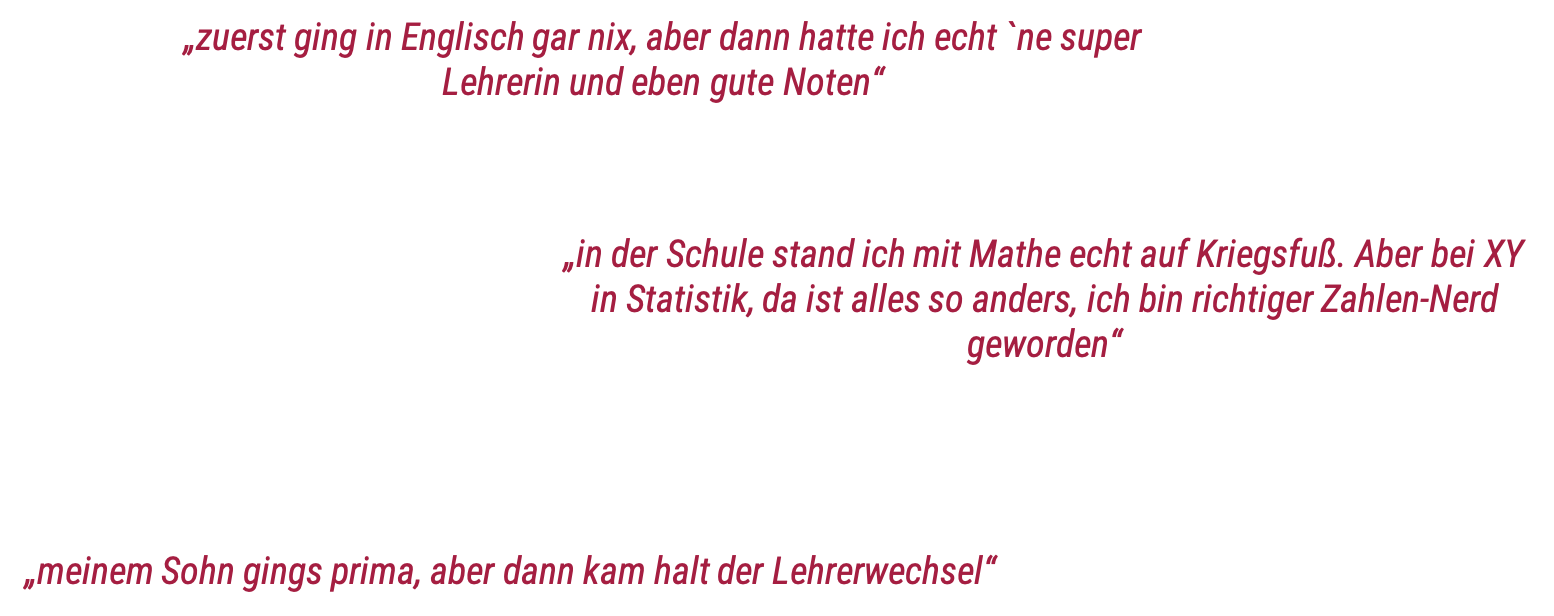 „zuerst ging in Englisch gar nix, aber dann hatte ich echt `ne super
Lehrerin und eben gute Noten“
„in der Schule stand ich mit Mathe echt auf Kriegsfuß. Aber bei XY
in Statistik, da ist alles so anders, ich bin richtiger Zahlen-Nerd
geworden“
„meinem Sohn gings prima, aber dann kam halt der Lehrerwechsel“